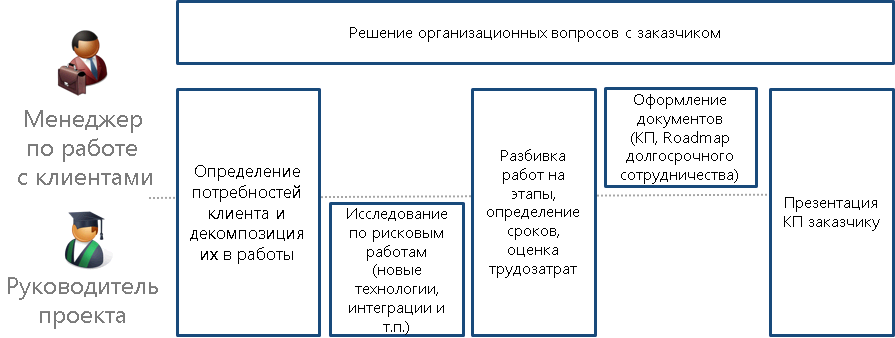 Решение организационных вопросов с заказчиком
Менеджер
по работе
с клиентами
Руководитель
проекта
Определение
потребностей
клиента и
декомпозиция
их в работы
Исследование
по рисковым
работам
(новые
технологии,
интеграции и
т.п.)
Разбивка
работ на
этапы,
определение
сроков,
оценка
трудозатрат
Оформление
документов
(КП, Roadmap
долгосрочного
сотрудничества)
Презентация
КП заказчику